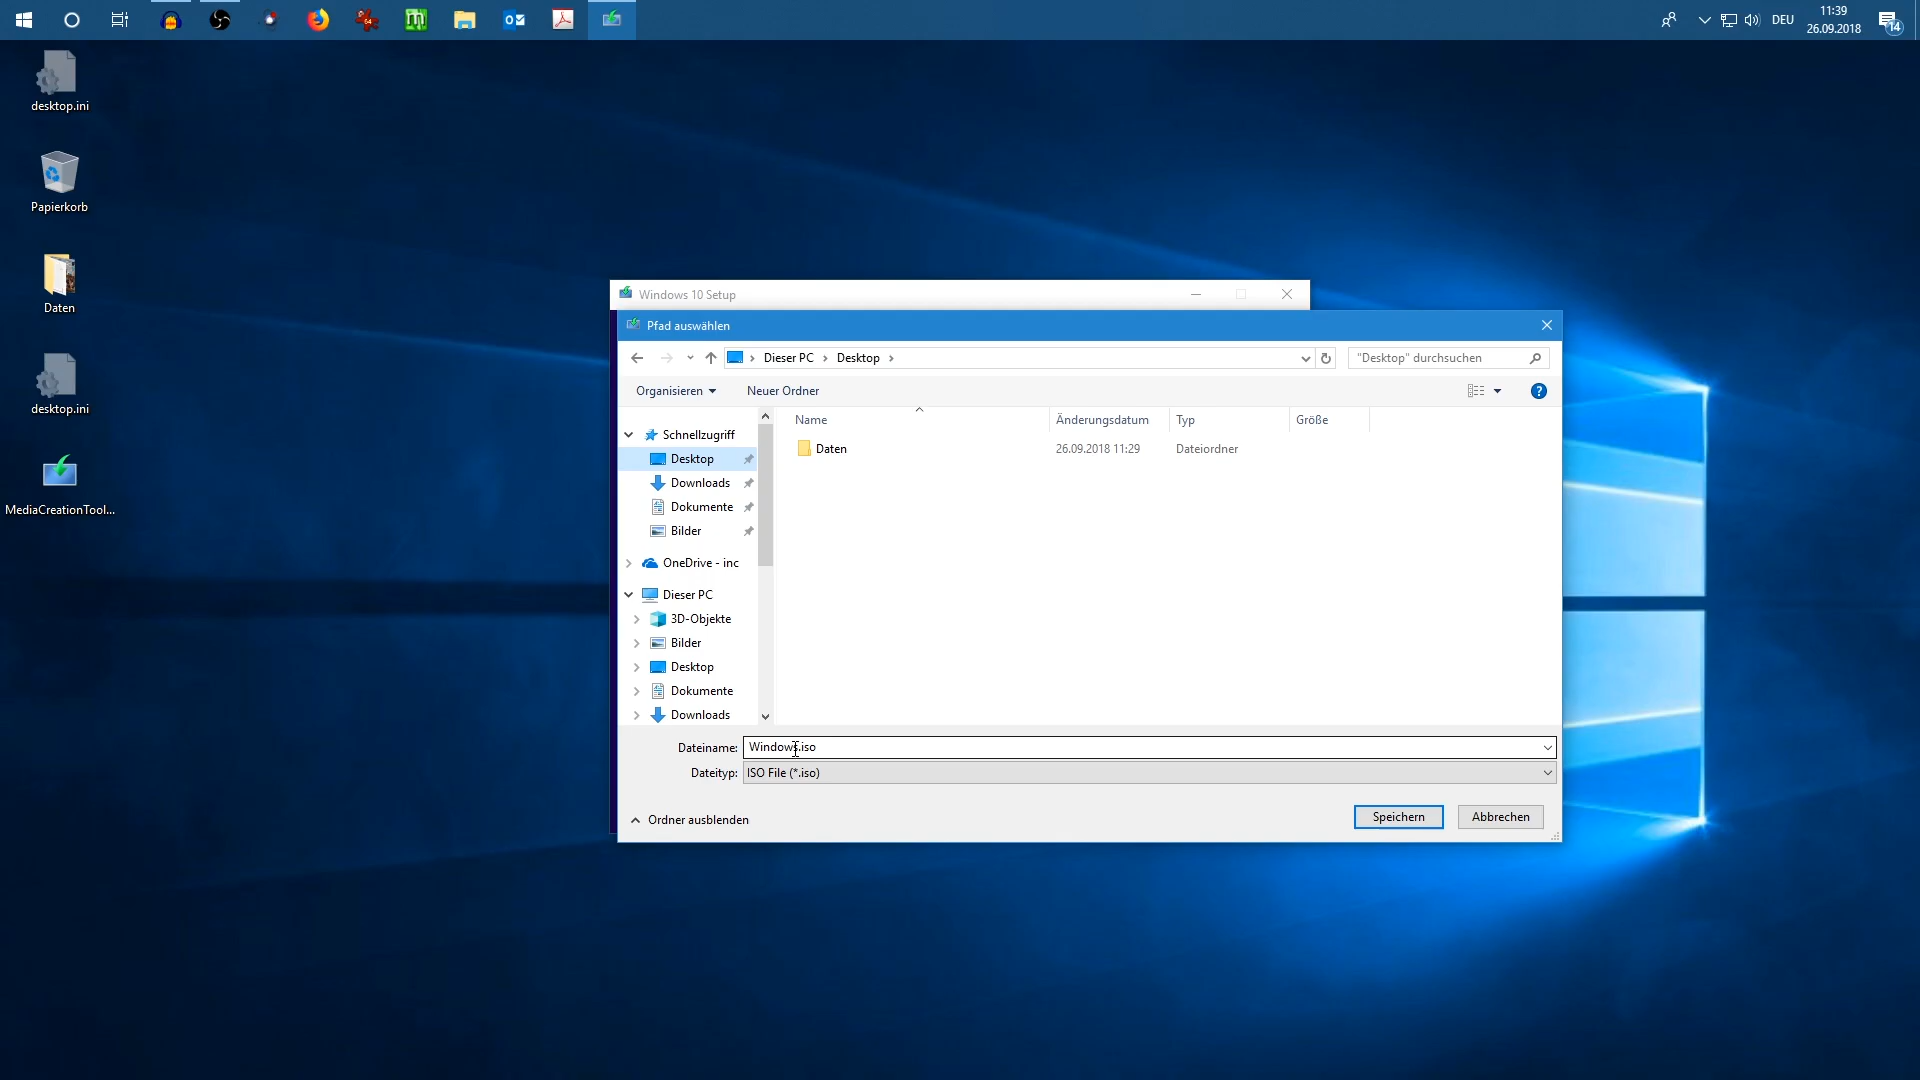 11:39
DEU
26.09.2018
14
desktop.ini
Papierkorb
Daten
desktop.ini
MediaCreationTool...
Windows 10 Setup
Pfad auswählen
Dieser PC
Desktop
"Desktop" durchsuchen
Organisieren
Neuer Ordner
?
Name
Änderungsdatum
Typ
Größe
Daten
26.09.2018 11:29
Dateiordner
Schnellzugriff
Desktop
Downloads
Dokumente
Bilder
OneDrive - inc
Dieser PC
3D-Objekte
Bilder
Desktop
Dokumente
Downloads
Dateiname: Windows.iso
Dateityp: ISO File (*.iso)
Ordner ausblenden
Speichern
Abbrechen